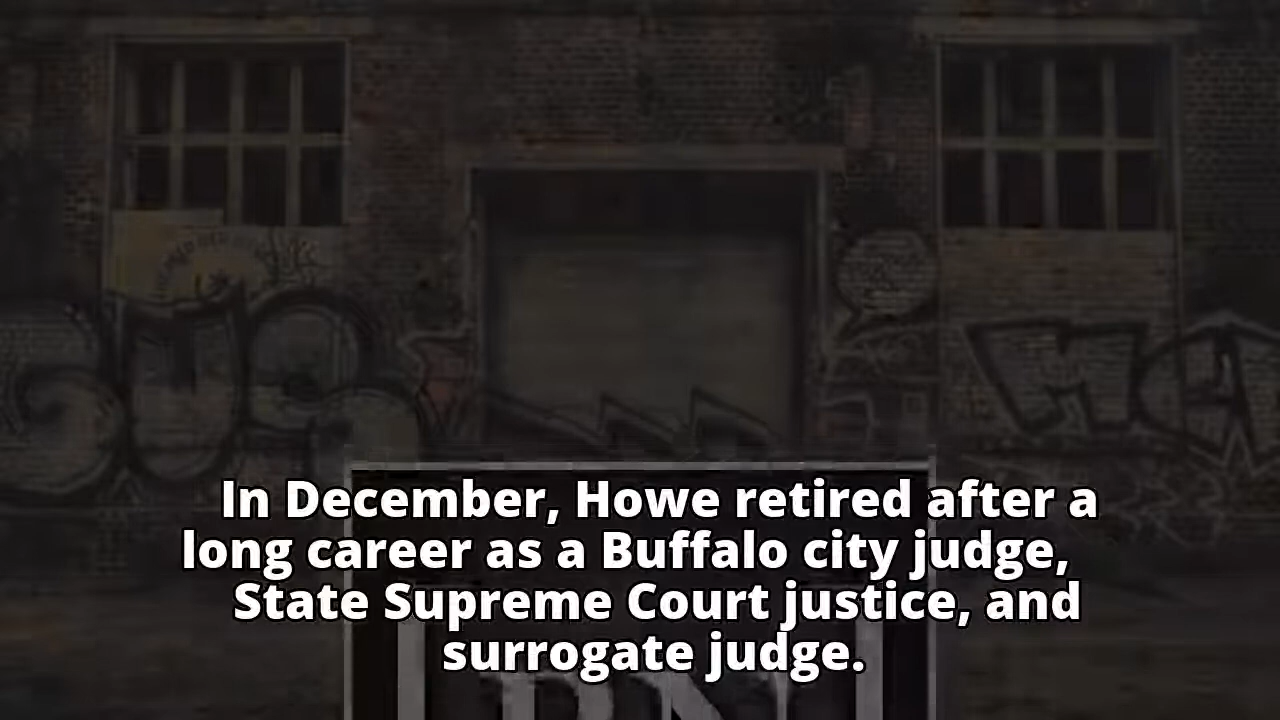 In December, Howe retired after a
long career as a Buffalo city judge,
State Supreme Court justice, and
surrogate judge.